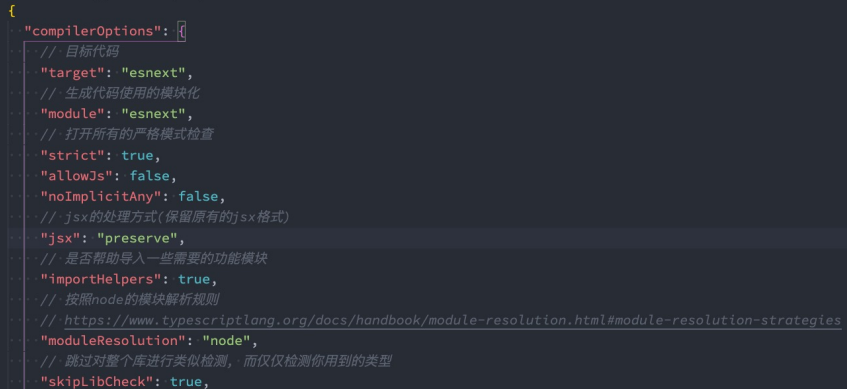 {
"compilerOptions": {
// 目标代码
"target": "esnext",
// 生成代码使用的模块化
"module": "esnext",
// 打开所有的严格模式检查
"strict": true,
"allowJs": false,
"noImplicitAny": false,
// jsx的处理方式(保留原有的jsx格式)
"jsx": "preserve",
// 是否帮助导入一些需要的功能模块
"importHelpers": true,
// 按照node的模块解析规则
// https://www.typescriptlang.org/docs/handbook/module-resolution.html#module-resolution-strategies
"moduleResolution": "node",
// 跳过对整个库进行类似检测, 而仅仅检测你用到的类型
"skipLibCheck": true,